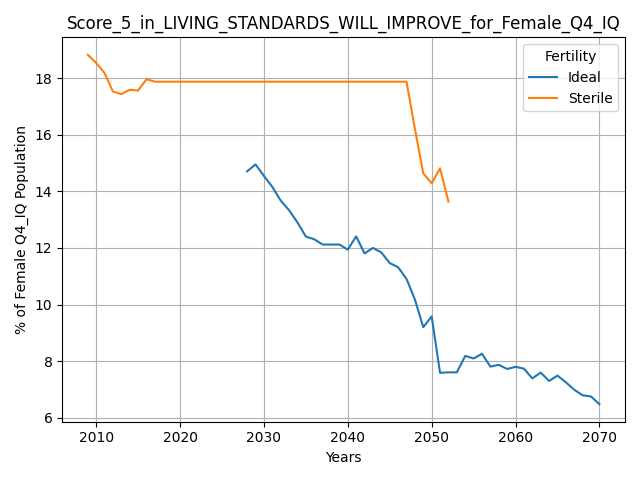 Score_5_in_LIVING_STANDARDS_WILL_IMPROVE_for_Female_Q4_IQ
Fertility
Ideal
Sterile
% of Female Q4_IQ Population
18
16
14
12
10
8
6
2010 2020 2030 2040 2050 2060 2070
Years